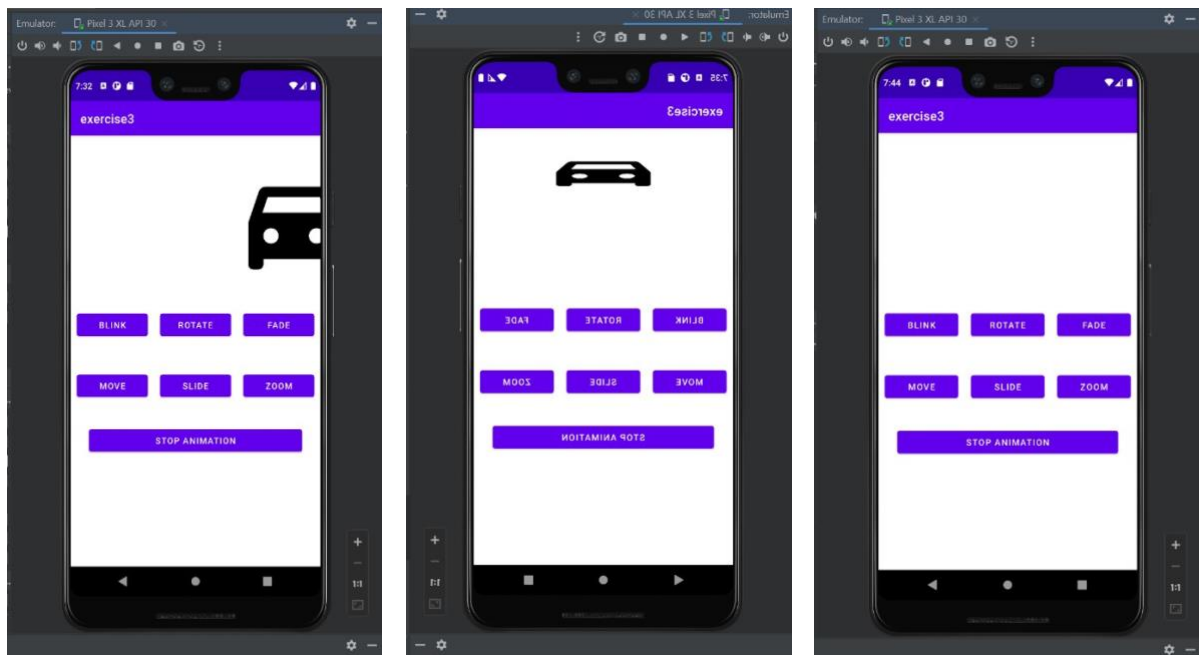 Emulator: Pixel 3 XL API 30
7:32
exercise3
BLINK ROTATE FADE
MOVE SLIDE ZOOM
STOP ANIMATION
1:1
Emulator: Pixel 3 XL API 30
7:35
exercise3
BLINK ROTATE FADE
MOVE SLIDE ZOOM
STOP ANIMATION
1:1
Emulator: Pixel 3 XL API 30
7:44
exercise3
BLINK ROTATE FADE
MOVE SLIDE ZOOM
STOP ANIMATION
1:1